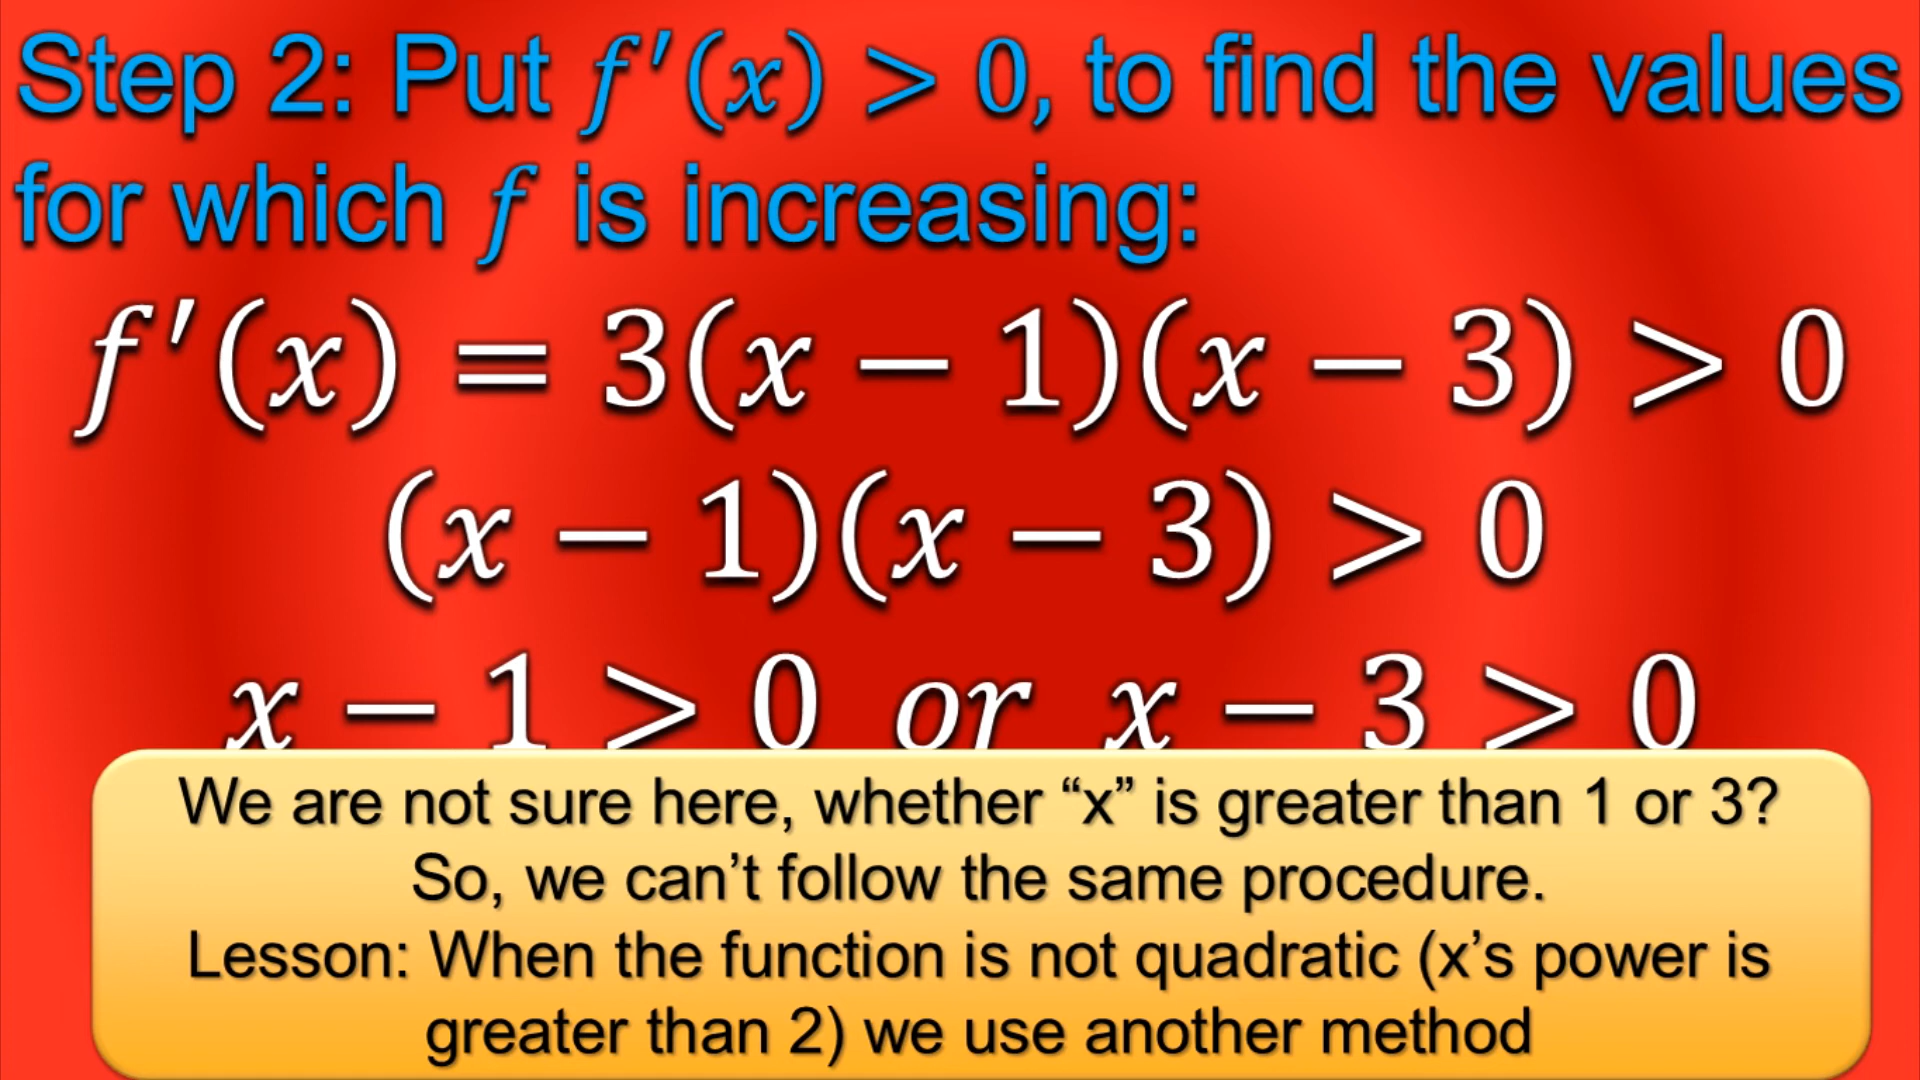 Step 2: Put f′(x) > 0, to find the values
for which f is increasing:
f′(x) = 3(x − 1)(x − 3) > 0
(x − 1)(x − 3) > 0
x − 1 > 0 or x − 3 > 0
We are not sure here, whether “x” is greater than 1 or 3?
So, we can’t follow the same procedure.
Lesson: When the function is not quadratic (x’s power is
greater than 2) we use another method